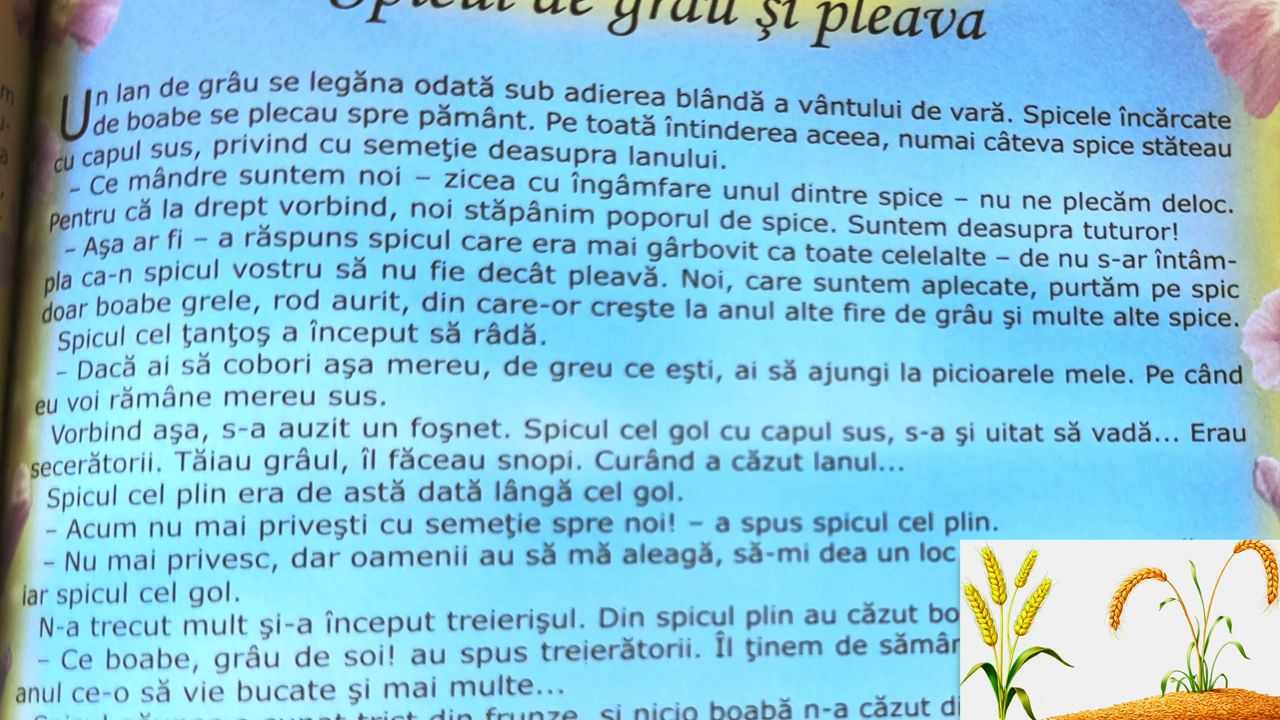 Spicul de grâu şi pleava
Un lan de grâu se legăna odată sub adierea blândă a vântului de vară. Spicele încărcate
de boabe se plecau spre pământ. Pe toată întinderea aceea, numai câteva spice stăteau
cu capul sus, privind cu semeţie deasupra lanului.
– Ce mândre suntem noi – zicea cu îngâmfare unul dintre spice – nu ne plecăm deloc.
Pentru că la drept vorbind, noi stăpânim poporul de spice. Suntem deasupra tuturor!
– Aşa ar fi – a răspuns spicul care era mai gârbovit ca toate celelalte – de nu s-ar întâm-
pla ca-n spicul vostru să nu fie decât pleavă. Noi, care suntem aplecate, purtăm pe spic
doar boabe grele, rod aurit, din care-or creşte la anul alte fire de grâu şi multe alte spice.
Spicul cel ţanţoş a început să râdă.
– Dacă ai să cobori aşa mereu, de greu ce eşti, ai să ajungi la picioarele mele. Pe când
eu voi rămâne mereu sus.
Vorbind aşa, s-a auzit un foşnet. Spicul cel gol cu capul sus, s-a şi uitat să vadă... Erau
secerătorii. Tăiau grâul, îl făceau snopi. Curând a căzut lanul...
Spicul cel plin era de astă dată lângă cel gol.
– Acum nu mai priveşti cu semeţie spre noi! – a spus spicul cel plin.
– Nu mai privesc, dar oamenii au să mă aleagă, să-mi dea un loc
iar spicul cel gol.
N-a trecut mult şi-a început treierişul. Din spicul plin au căzut bo
– Ce boabe, grâu de soi! au spus treierătorii. Îl ţinem de sămân
anul ce-o să vie bucate şi mai multe...
din frunze, și nicio boabă n-a căzut di